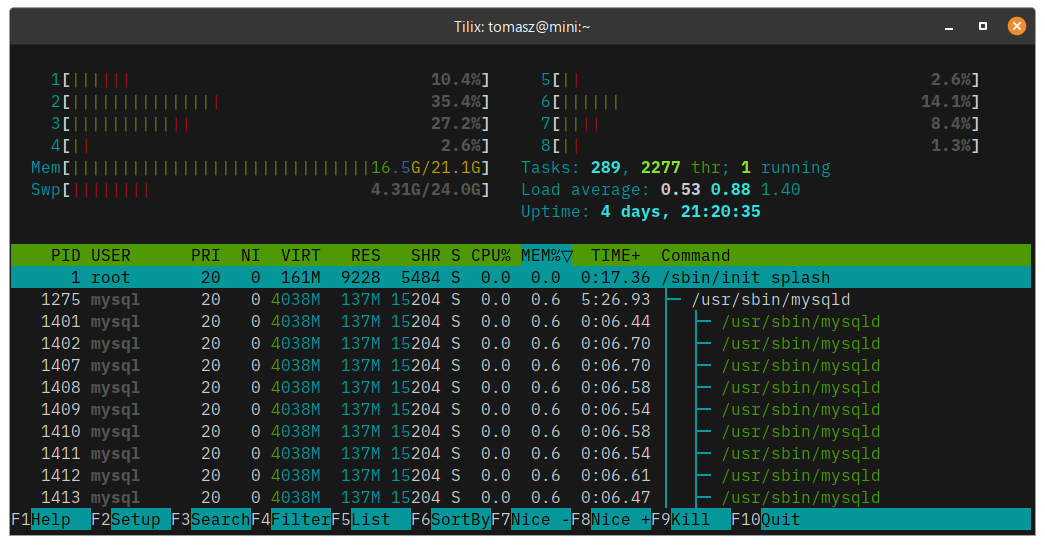 Tilix: tomasz@mini:~
1[|||||| 10.4%] 5[|| 2.6%]
2[||||||||||||||| 35.4%] 6[|||||| 14.1%]
3[|||||||||||| 27.2%] 7[|||| 8.4%]
4[|| 2.6%] 8[|| 1.3%]
Mem[||||||||||||||||||||||||||||||16.5G/21.1G] Tasks: 289, 2277 thr; 1 running
Swp[|||||||| 4.31G/24.0G] Load average: 0.53 0.88 1.40
Uptime: 4 days, 21:20:35
PID USER PRI NI VIRT RES SHR S CPU% MEM%▽ TIME+ Command
1 root 20 0 161M 9228 5484 S 0.0 0.0 0:17.36 /sbin/init splash
1275 mysql 20 0 4038M 137M 15204 S 0.0 0.6 5:26.93 ├─ /usr/sbin/mysqld
1401 mysql 20 0 4038M 137M 15204 S 0.0 0.6 0:06.44 │ ├─ /usr/sbin/mysqld
1402 mysql 20 0 4038M 137M 15204 S 0.0 0.6 0:06.70 │ ├─ /usr/sbin/mysqld
1407 mysql 20 0 4038M 137M 15204 S 0.0 0.6 0:06.70 │ ├─ /usr/sbin/mysqld
1408 mysql 20 0 4038M 137M 15204 S 0.0 0.6 0:06.58 │ ├─ /usr/sbin/mysqld
1409 mysql 20 0 4038M 137M 15204 S 0.0 0.6 0:06.54 │ ├─ /usr/sbin/mysqld
1410 mysql 20 0 4038M 137M 15204 S 0.0 0.6 0:06.58 │ ├─ /usr/sbin/mysqld
1411 mysql 20 0 4038M 137M 15204 S 0.0 0.6 0:06.54 │ ├─ /usr/sbin/mysqld
1412 mysql 20 0 4038M 137M 15204 S 0.0 0.6 0:06.61 │ ├─ /usr/sbin/mysqld
1413 mysql 20 0 4038M 137M 15204 S 0.0 0.6 0:06.47 │ ├─ /usr/sbin/mysqld
F1Help F2Setup F3SearchF4FilterF5List F6SortByF7Nice -F8Nice +F9Kill F10Quit